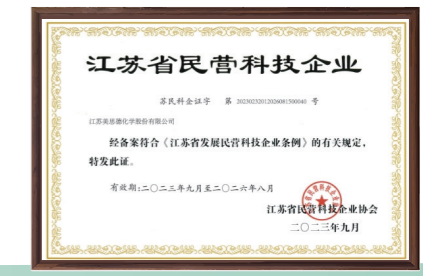 江苏省民营科技企业
苏民科企证字 第 20230232012026081500040 号
江苏美思德化学股份有限公司
经备案符合《江苏省发展民营科技企业条例》的有关规定,
特发此证。
有效期:二〇二三年九月至二〇二六年八月
江苏省民营科技企业协会
二〇二三年九月